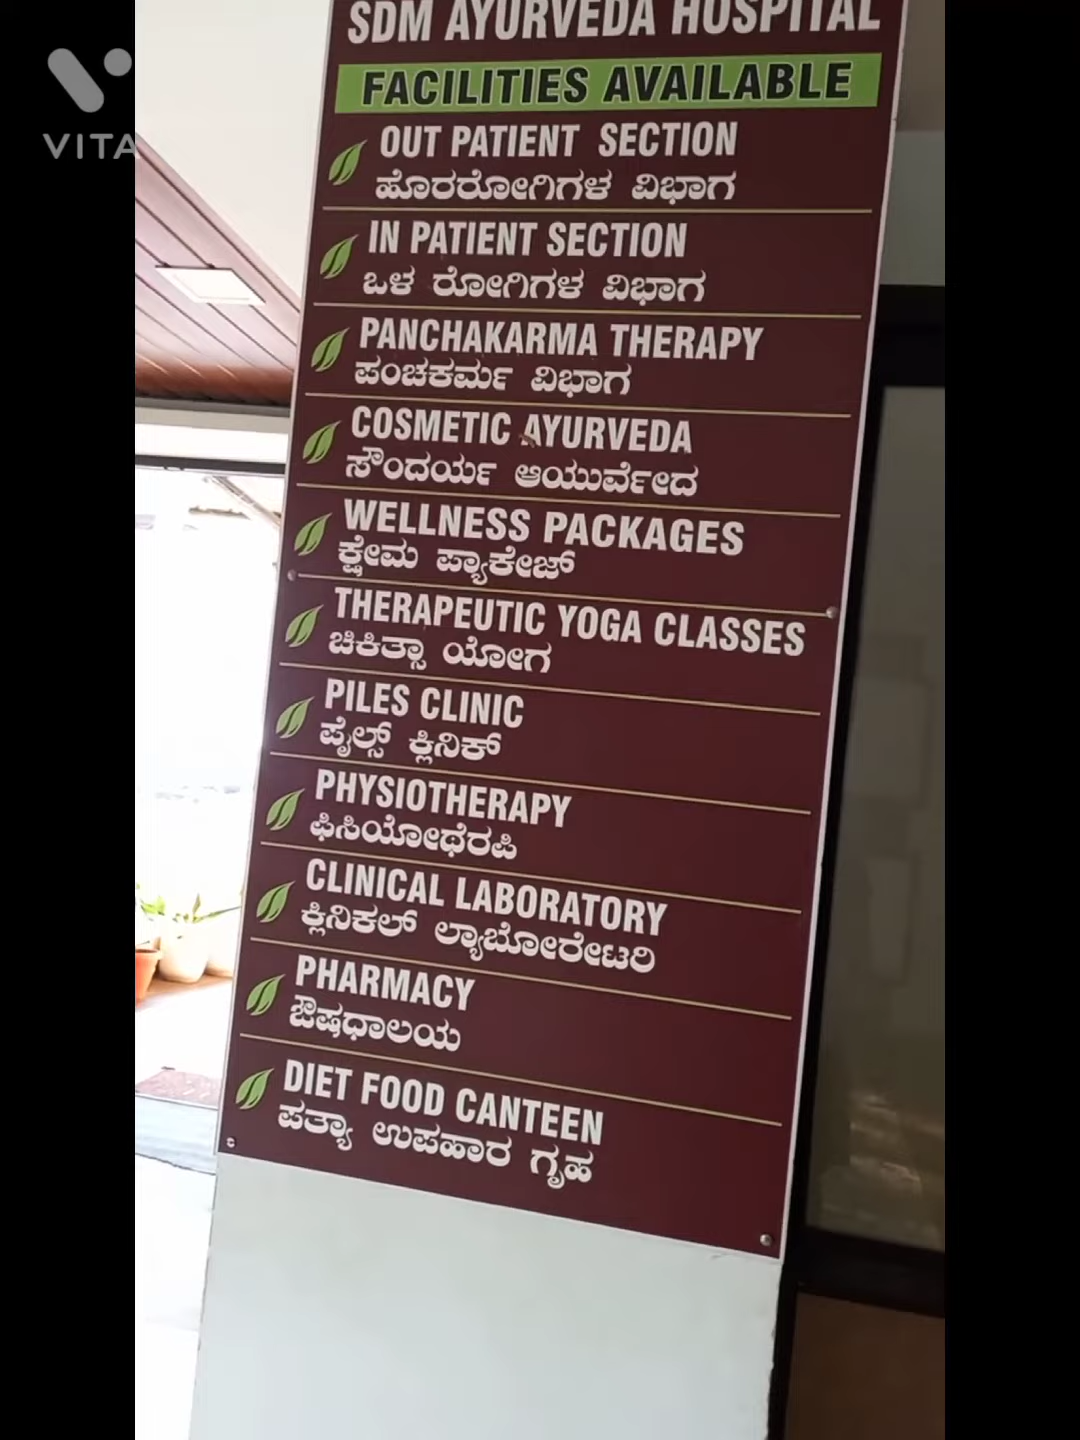 SDM AYURVEDA HOSPITAL
FACILITIES AVAILABLE
VITA
OUT PATIENT SECTION
ಹೊರರೋಗಿಗಳ ವಿಭಾಗ
IN PATIENT SECTION
ಒಳ ರೋಗಿಗಳ ವಿಭಾಗ
PANCHAKARMA THERAPY
ಪಂಚಕರ್ಮ ವಿಭಾಗ
COSMETIC AYURVEDA
ಸೌಂದರ್ಯ ಆಯುರ್ವೇದ
WELLNESS PACKAGES
ಕ್ಷೇಮ ಪ್ಯಾಕೇಜ್
THERAPEUTIC YOGA CLASSES
ಚಿಕಿತ್ಸಾ ಯೋಗ
PILES CLINIC
ಪೈಲ್ಸ್ ಕ್ಲಿನಿಕ್
PHYSIOTHERAPY
ಫಿಸಿಯೋಥೆರಪಿ
CLINICAL LABORATORY
ಕ್ಲಿನಿಕಲ್ ಲ್ಯಾಬೋರೇಟರಿ
PHARMACY
ಔಷಧಾಲಯ
DIET FOOD CANTEEN
ಪತ್ಯಾ ಉಪಹಾರ ಗೃಹ